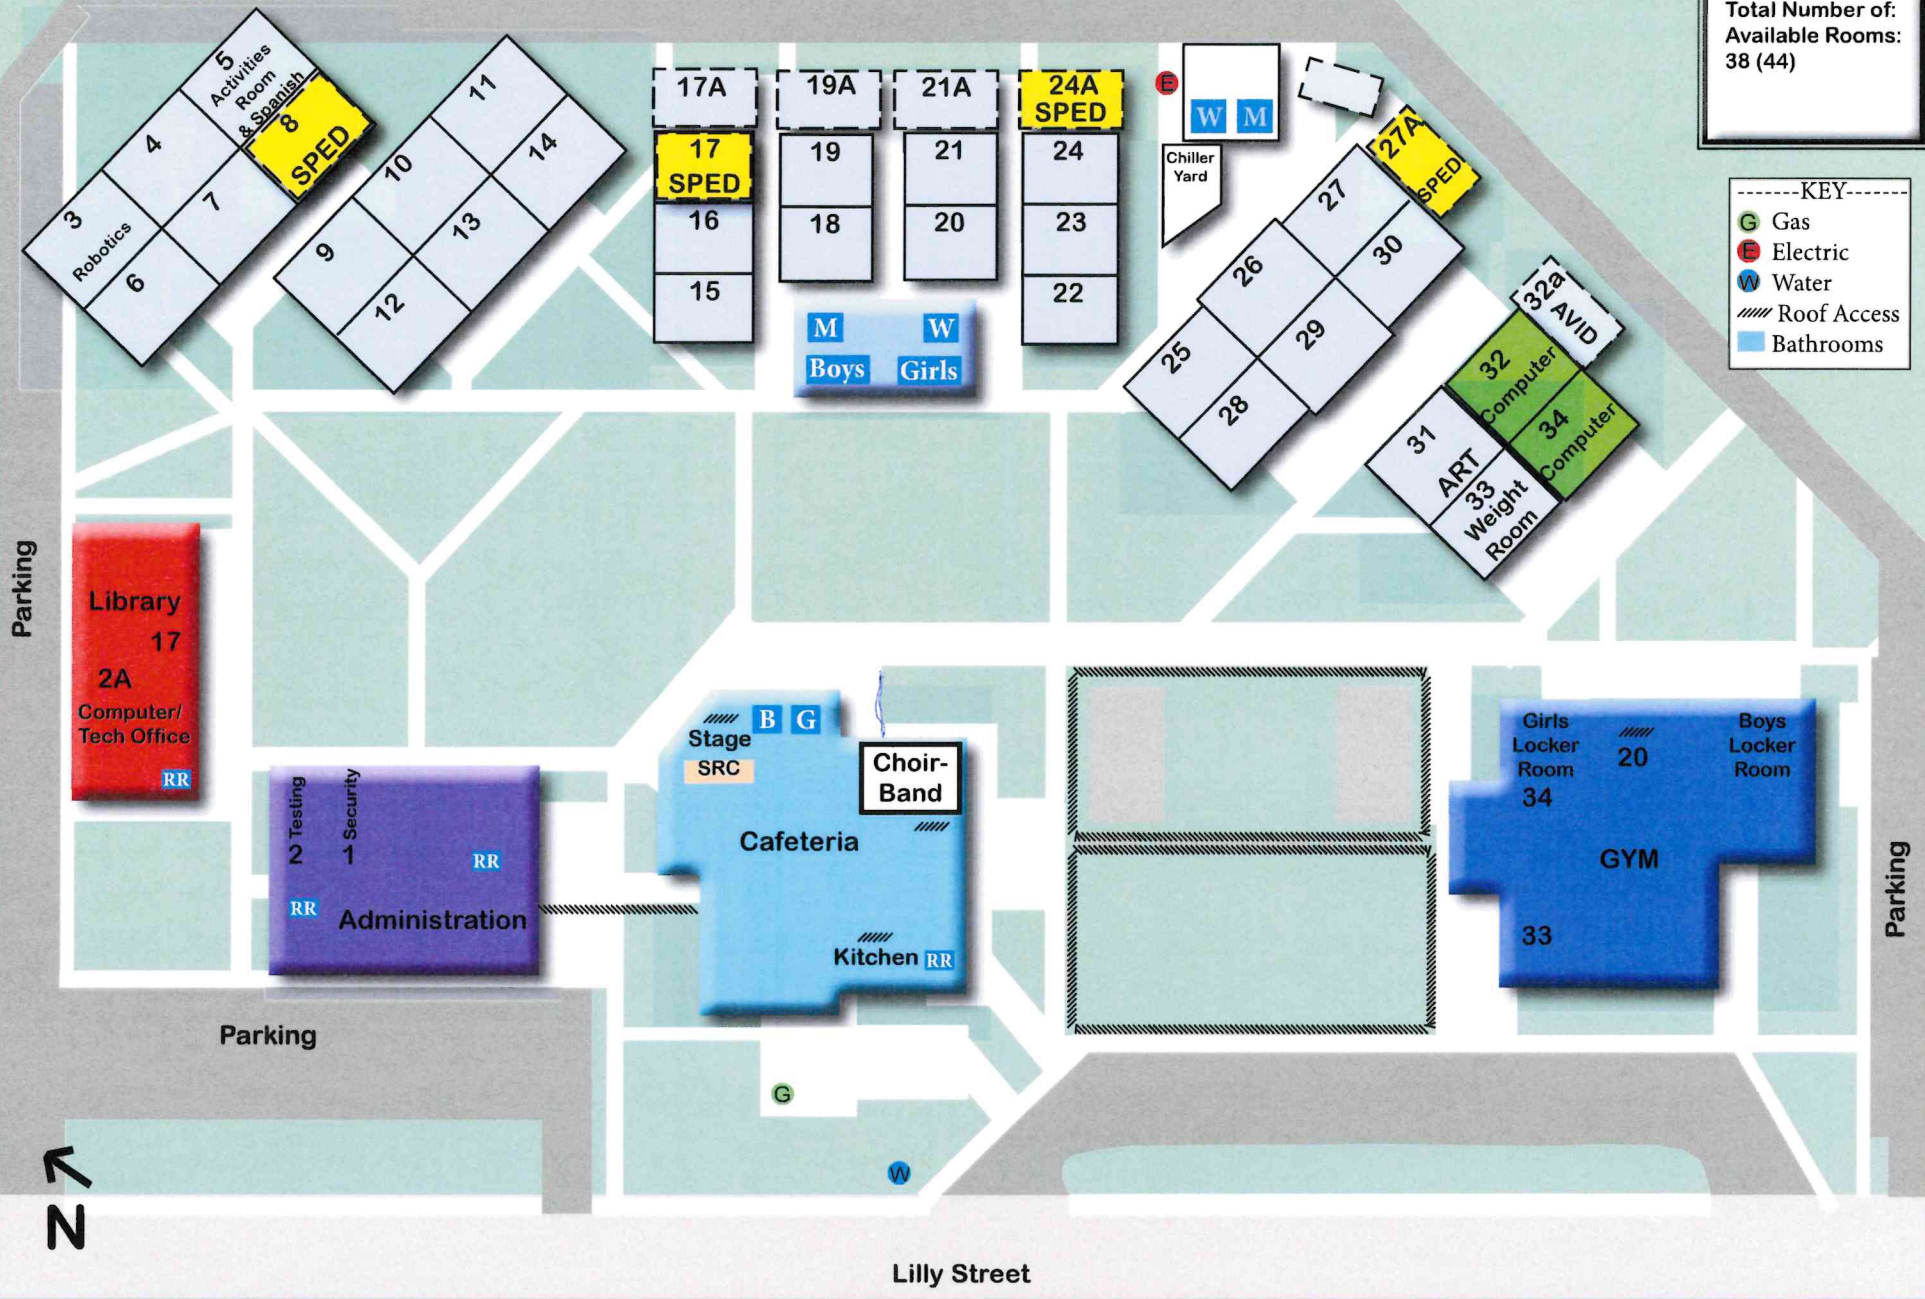 Total Number of:
Available Rooms:
38 (44)
-------KEY-------
G Gas
E Electric
W Water
Roof Access
Bathrooms
5
Activities
Room
& Spanish
8
SPED
4
7
3
Robotics
6
11
14
10
13
9
12
17A
17
SPED
16
15
19A
19
18
21A
21
20
24A
SPED
24
23
22
M W
Boys Girls
E
W M
Chiller
Yard
27A
SPED
27
30
26
29
25
28
32a
AVID
32
Computer
34
Computer
31
ART
33
Weight
Room
Parking
Library
17
2A
Computer/
Tech Office
RR
2 Testing
1 Security
RR
RR
Administration
B G
Stage
SRC
Choir-
Band
Cafeteria
Kitchen RR
Girls
Locker
Room
34
20
Boys
Locker
Room
GYM
33
Parking
Parking
G
W
N
Lilly Street